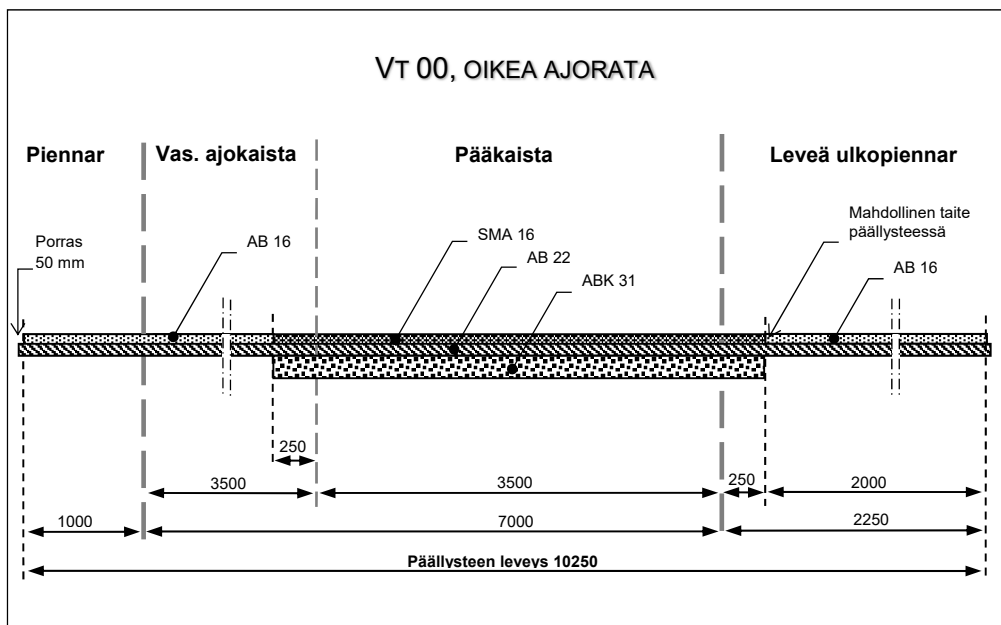 VT 00, OIKEA AJORATA
Piennar
Vas. ajokaista
Pääkaista
Leveä ulkopiennar
Porras
50 mm
AB 16
SMA 16
AB 22
ABK 31
Mahdollinen taite
päällysteessä
AB 16
250
3500
3500
250
2000
1000
7000
2250
Päällysteen leveys 10250